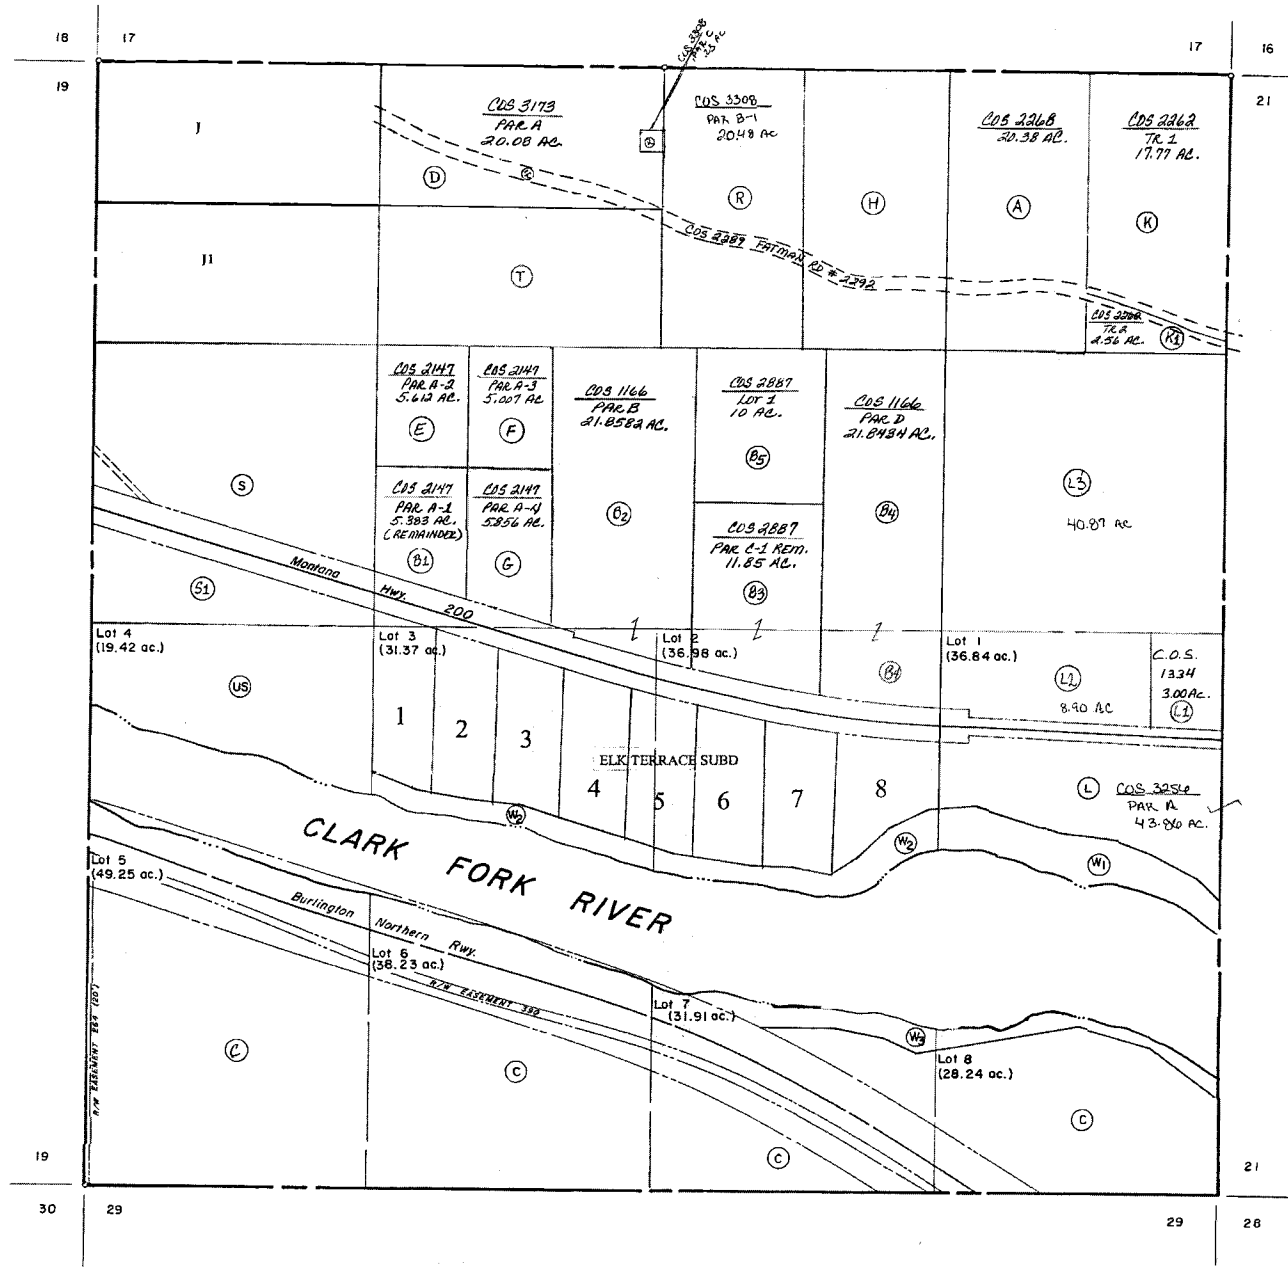 18
17
17
16
19
21
COS 3308
PAR C
.25 AC
J
COS 3173
PAR A
20.08 AC.
D
COS 3308
PAR B-1
20.48 AC
R
H
COS 2268
20.38 AC.
A
COS 2262
TR 1
17.77 AC.
K
J1
T
COS 2289 FATMAN RD # 2292
TR 2
2.56 AC.
K1
COS 2147
PAR A-2
5.612 AC.
E
COS 2147
PAR A-3
5.007 AC
F
COS 1166
PAR B
21.8582 AC.
B2
COS 2887
LOT 1
10 AC.
B5
COS 1166
PAR D
21.8434 AC.
B4
L3
40.87 AC
S
COS 2147
PAR A-1
5.383 AC.
(REMAINDER)
B1
COS 2147
PAR A-4
5.856 AC.
G
COS 2887
PAR C-1 REM.
11.85 AC.
B3
S1
Montana
Hwy.
200
Lot 4
(19.42 ac.)
Lot 3
(31.37 ac.)
Lot 2
(36.98 ac.)
Lot 1
(36.84 ac.)
US
B4
L2
8.90 AC
C.O.S.
1334
3.00 AC.
L1
1
2
3
ELK TERRACE SUBD
4
5
6
7
8
L
COS 3256
PAR A
43.86 AC.
W2
W2
W1
CLARK FORK RIVER
Lot 5
(49.25 ac.)
Burlington Northern Rwy.
Lot 6
(38.23 ac.)
R/W EASEMENT 390
Lot 7
(31.91 ac.)
W3
Lot 8
(28.24 ac.)
R/W EASEMENT 264 (20')
C
C
C
C
19
21
30
29
29
28